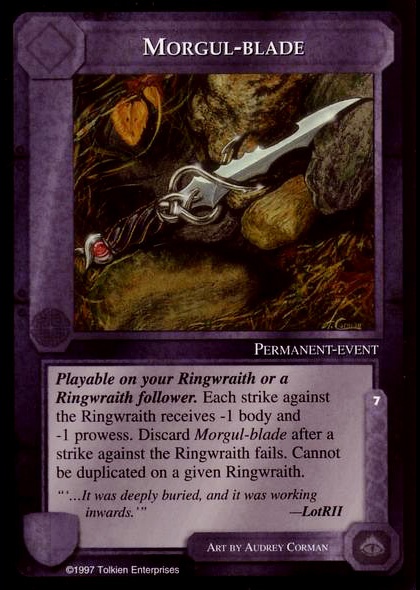 MORGUL-BLADE
A. Corman
PERMANENT-EVENT
Playable on your Ringwraith or a
Ringwraith follower. Each strike against
the Ringwraith receives -1 body and
-1 prowess. Discard Morgul-blade after a
strike against the Ringwraith fails. Cannot
be duplicated on a given Ringwraith.
7
“‘...It was deeply buried, and it was working
inwards.’”
—LotRII
ART BY AUDREY CORMAN
©1997 Tolkien Enterprises